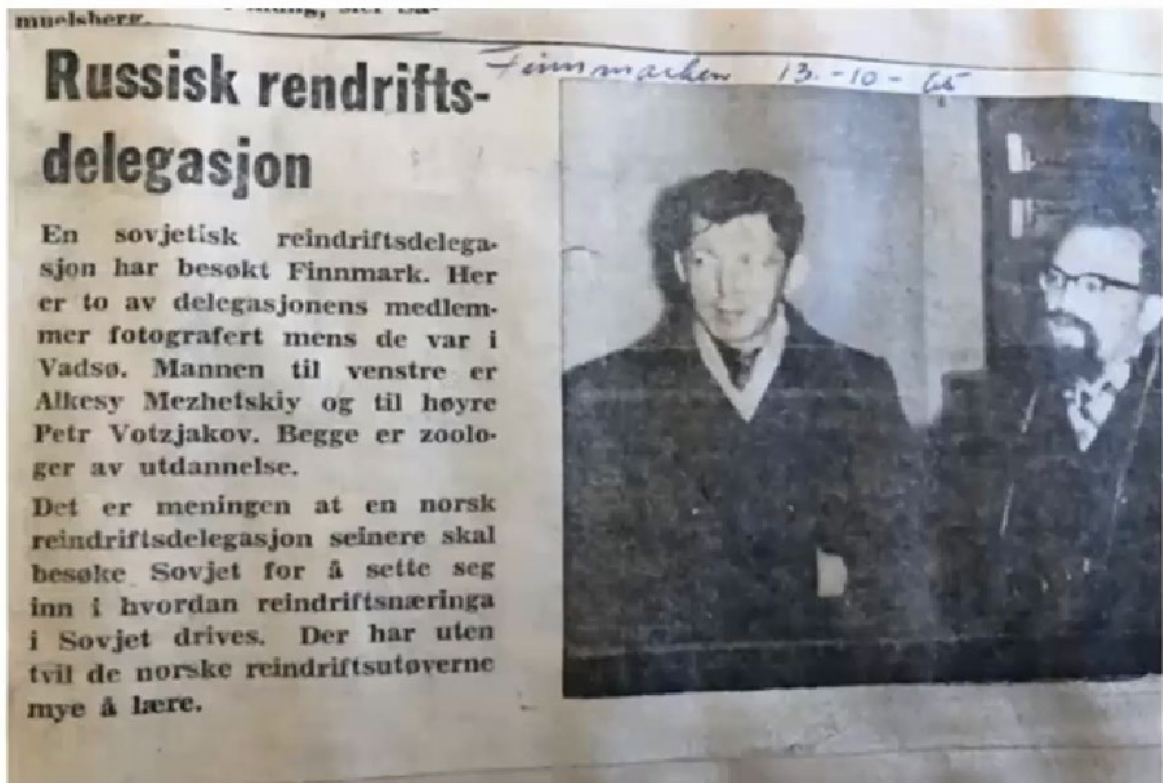 muelsberg.
Russisk rendrifts-
delegasjon
Finnmarken 13.-10-65
En sovjetisk reindriftsdelega-
sjon har besøkt Finnmark. Her
er to av delegasjonens medlem-
mer fotografert mens de var i
Vadsø. Mannen til venstre er
Alkesy Mezhetskiy og til høyre
Petr Votzjakov. Begge er zoolo-
ger av utdannelse.
Det er meningen at en norsk
reindriftsdelegasjon seinere skal
besøke Sovjet for å sette seg
inn i hvordan reindriftsnæringa
i Sovjet drives. Der har uten
tvil de norske reindriftsutøverne
mye å lære.